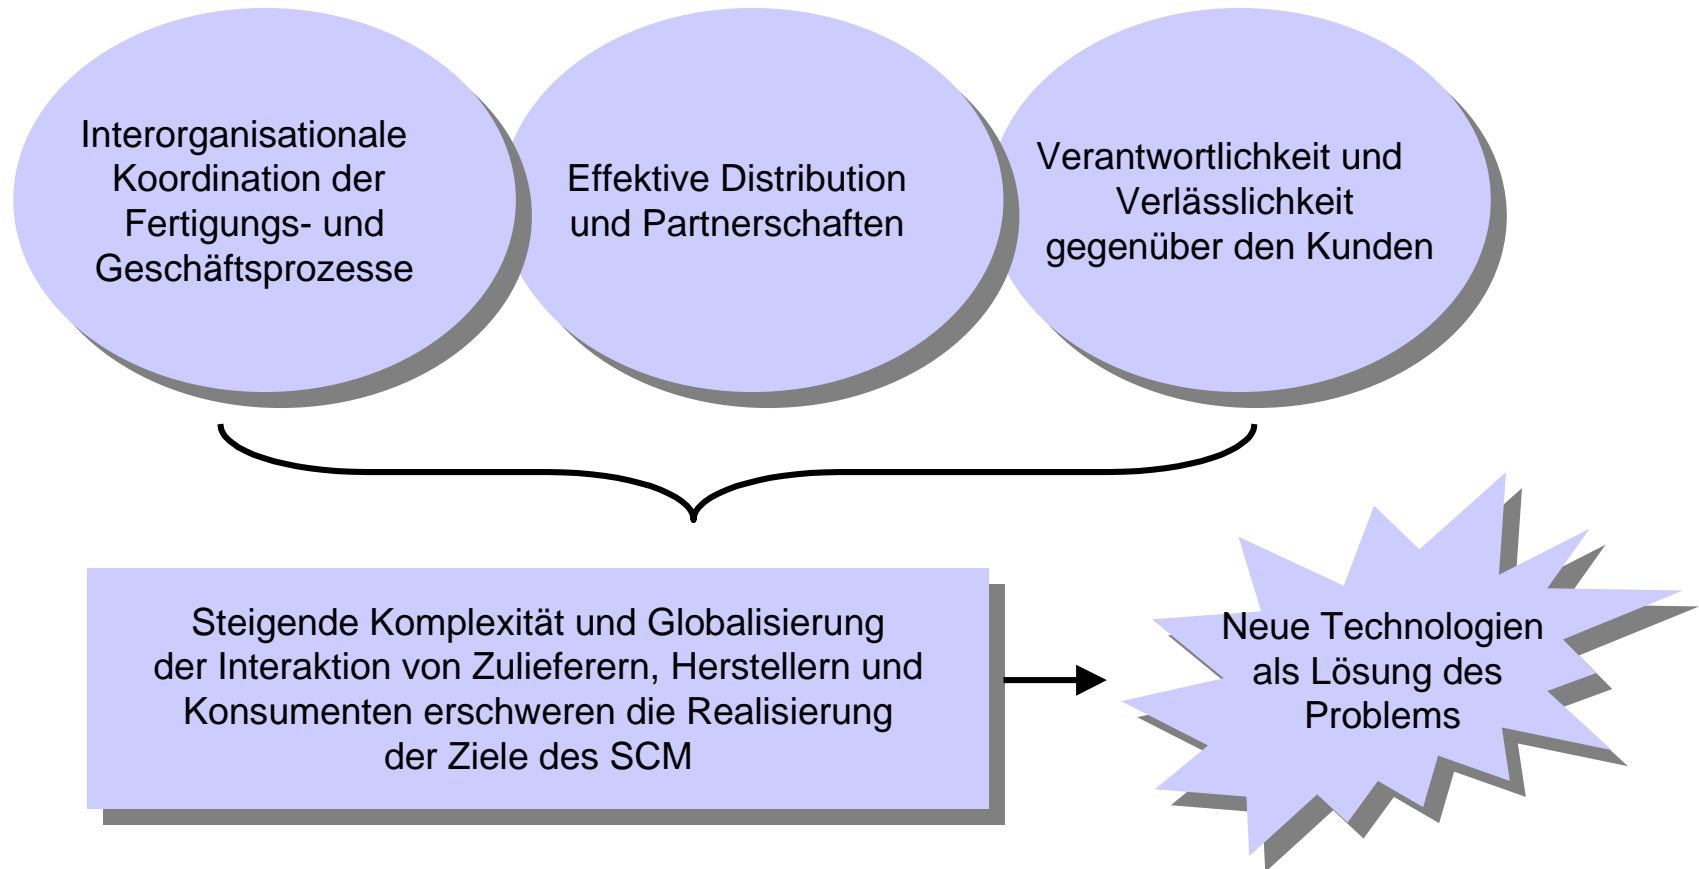 Interorganisationale
Koordination der
Fertigungs- und
Geschäftsprozesse
Effektive Distribution
und Partnerschaften
Verantwortlichkeit und
Verlässlichkeit
gegenüber den Kunden
Steigende Komplexität und Globalisierung
der Interaktion von Zulieferern, Herstellern und
Konsumenten erschweren die Realisierung
der Ziele des SCM
Neue Technologien
als Lösung des
Problems